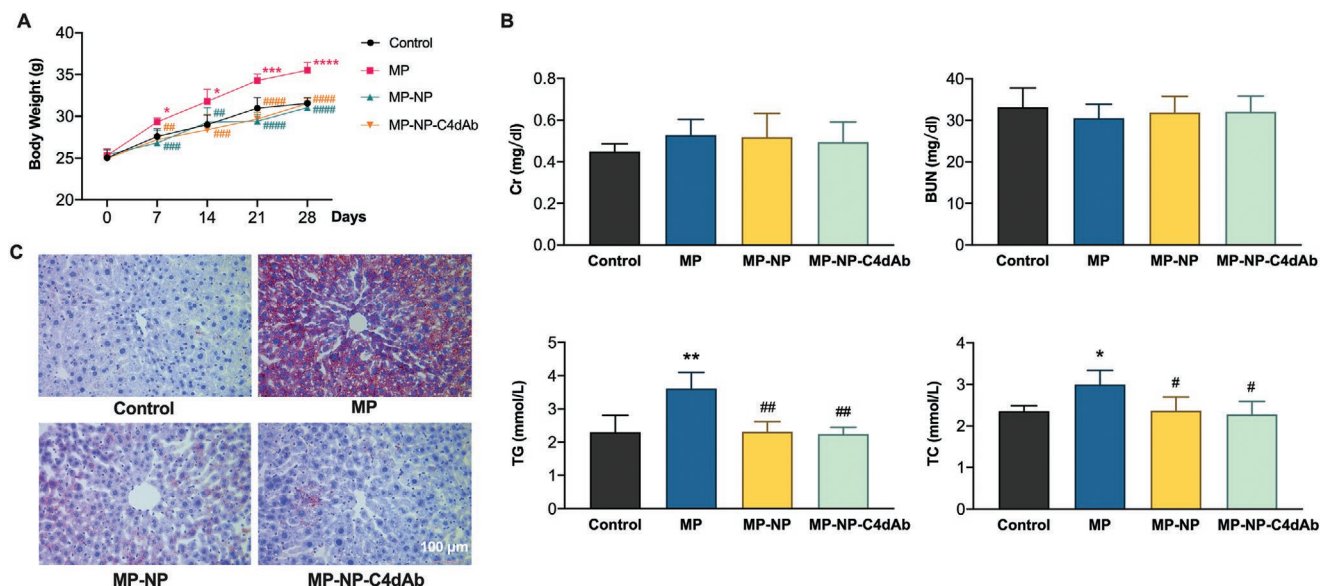 A
Body Weight (g)
40
35
30
25
20
0 7 14 21 28 Days
* * *** ****
## ## #### ####
### ### #### ####
Control
MP
MP-NP
MP-NP-C4dAb
B
Cr (mg/dl)
0.8
0.6
0.4
0.2
0.0
Control MP MP-NP MP-NP-C4dAb
BUN (mg/dl)
40
30
20
10
0
Control MP MP-NP MP-NP-C4dAb
TG (mmol/L)
5
4
3
2
1
0
** ## ##
Control MP MP-NP MP-NP-C4dAb
TC (mmol/L)
4
3
2
1
0
* # #
Control MP MP-NP MP-NP-C4dAb
C
Control
MP
MP-NP
100 µm
MP-NP-C4dAb